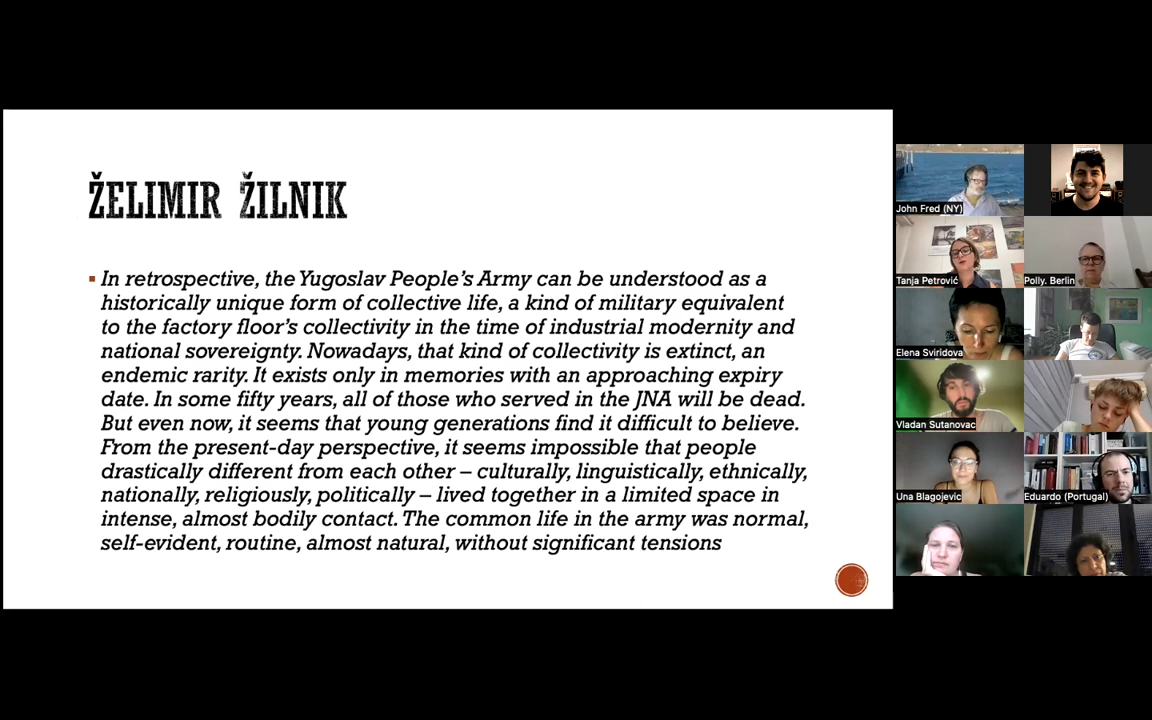 ŽELIMIR ŽILNIK
In retrospective, the Yugoslav People's Army can be understood as a
historically unique form of collective life, a kind of military equivalent
to the factory floor's collectivity in the time of industrial modernity and
national sovereignty. Nowadays, that kind of collectivity is extinct, an
endemic rarity. It exists only in memories with an approaching expiry
date. In some fifty years, all of those who served in the JNA will be dead.
But even now, it seems that young generations find it difficult to believe.
From the present-day perspective, it seems impossible that people
drastically different from each other – culturally, linguistically, ethnically,
nationally, religiously, politically – lived together in a limited space in
intense, almost bodily contact. The common life in the army was normal,
self-evident, routine, almost natural, without significant tensions
John Fred (NY)
Tanja Petrović
Polly. Berlin
Elena Sviridova
Vladan Sutanovac
Una Blagojevic
Eduardo (Portugal)